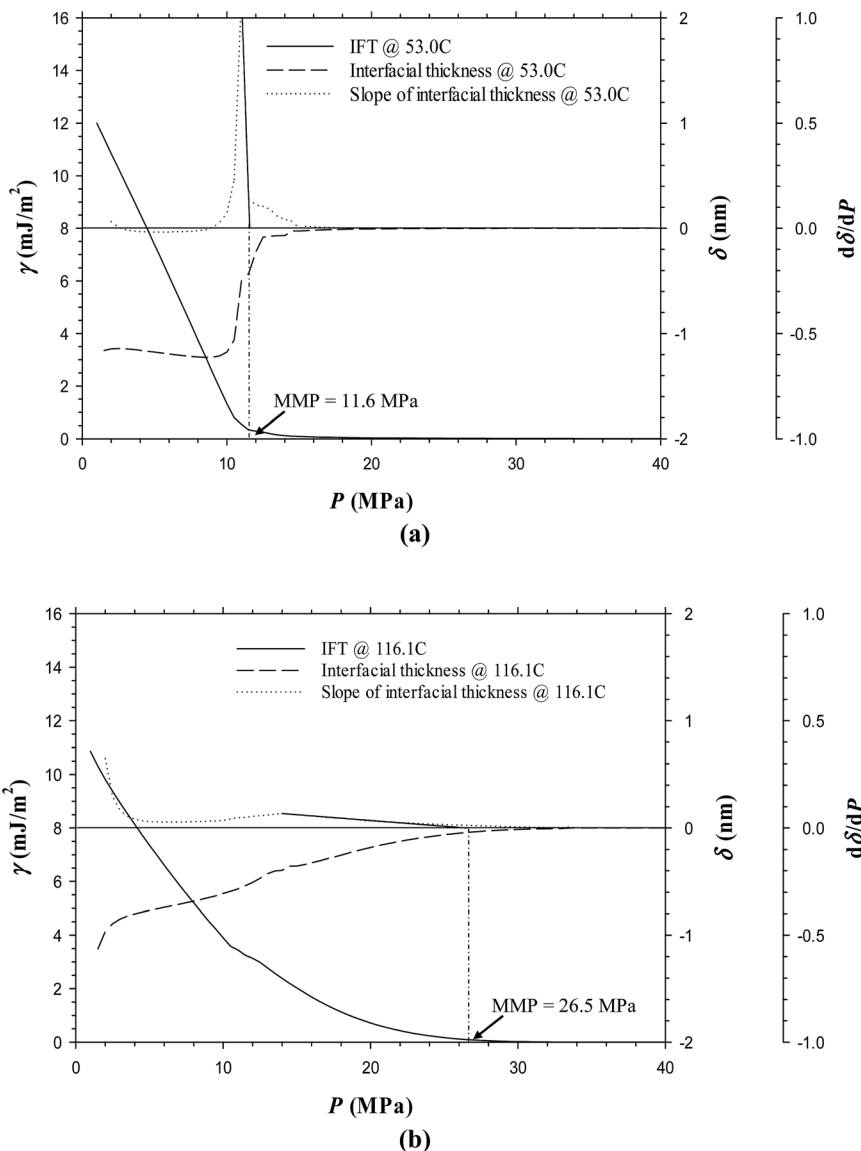 16
14
12
10
8
6
4
2
0
γ (mJ/m²)
IFT @ 53.0C
Interfacial thickness @ 53.0C
Slope of interfacial thickness @ 53.0C
MMP = 11.6 MPa
2
1
0
-1
-2
δ (nm)
1.0
0.5
0.0
-0.5
-1.0
dδ/dP
0 10 20 30 40
P (MPa)
(a)
16
14
12
10
8
6
4
2
0
γ (mJ/m²)
IFT @ 116.1C
Interfacial thickness @ 116.1C
Slope of interfacial thickness @ 116.1C
MMP = 26.5 MPa
2
1
0
-1
-2
δ (nm)
1.0
0.5
0.0
-0.5
-1.0
dδ/dP
0 10 20 30 40
P (MPa)
(b)